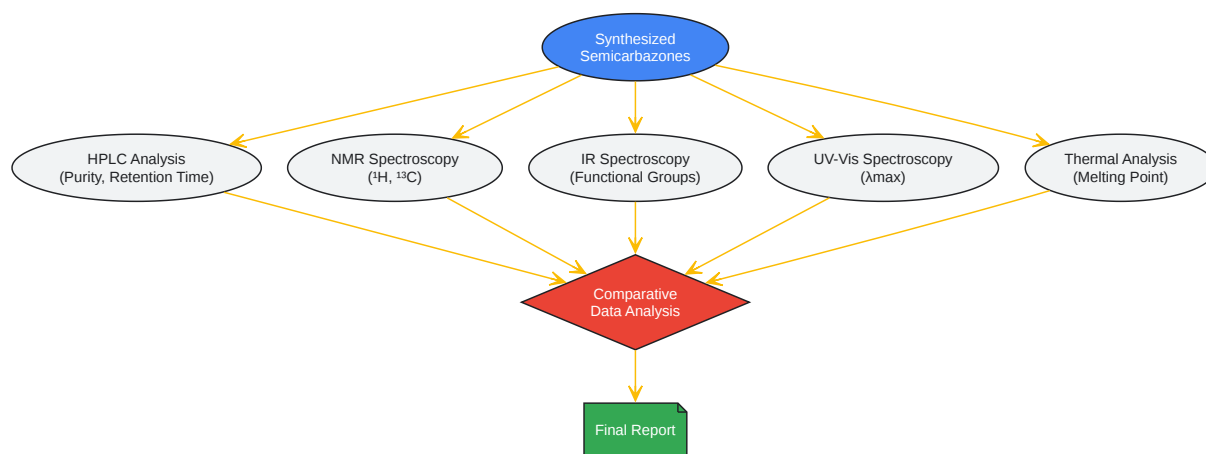 Synthesized
Semicarbazones
HPLC Analysis
(Purity, Retention Time)
NMR Spectroscopy
(¹H, ¹³C)
IR Spectroscopy
(Functional Groups)
UV-Vis Spectroscopy
(λmax)
Thermal Analysis
(Melting Point)
Comparative
Data Analysis
Final Report